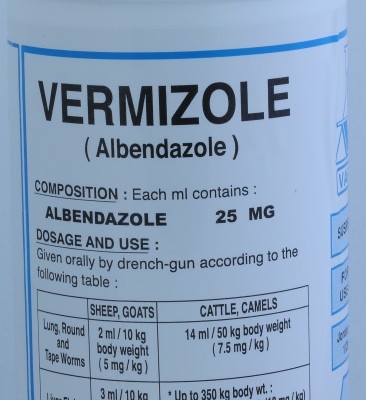 VERMIZOLE
( Albendazole )
COMPOSITION : Each ml contains :
ALBENDAZOLE 25 MG
DOSAGE AND USE :
Given orally by drench-gun according to the
following table :
SHEEP, GOATS CATTLE, CAMELS
Lung, Round
and
Tape Worms
2 ml / 10 kg
body weight
( 5 mg / kg )
14 ml / 50 kg body weight
( 7.5 mg / kg )
3 ml / 10 kg
* Up to 350 kg body wt. :